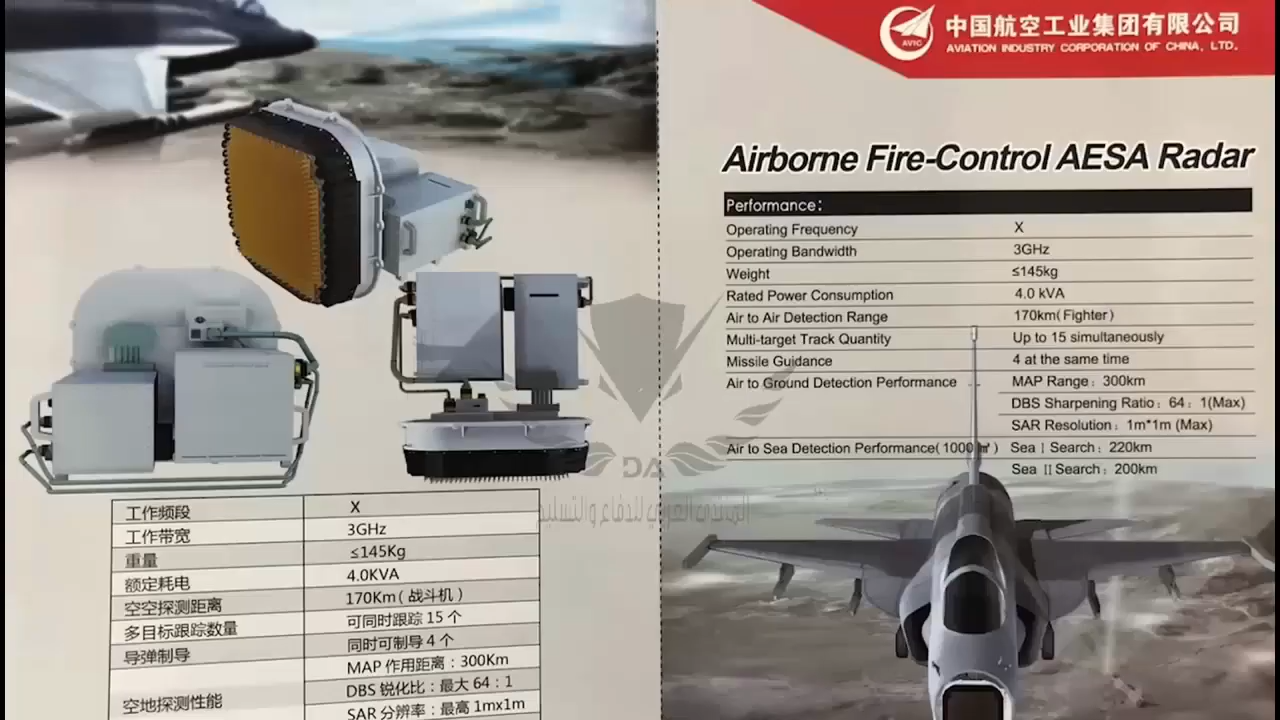 中国航空工业集团有限公司
AVIC
AVIATION INDUSTRY CORPORATION OF CHINA, LTD.
Airborne Fire-Control AESA Radar
Performance:
Operating Frequency X
Operating Bandwidth 3GHz
Weight ≤145kg
Rated Power Consumption 4.0 kVA
Air to Air Detection Range 170km(Fighter)
Multi-target Track Quantity Up to 15 simultaneously
Missile Guidance 4 at the same time
Air to Ground Detection Performance MAP Range: 300km
DBS Sharpening Ratio: 64: 1(Max)
SAR Resolution: 1m*1m (Max)
Air to Sea Detection Performance(1000㎡) Sea Ⅰ Search: 220km
Sea Ⅱ Search: 200km
工作频段 X
工作带宽 3GHz
重量 ≤145Kg
额定耗电 4.0KVA
空空探测距离 170Km(战斗机)
多目标跟踪数量 可同时跟踪 15 个
导弹制导 同时可制导 4 个
空地探测性能 MAP 作用距离:300Km
DBS 锐化比:最大 64:1
SAR 分辨率:最高 1mx1m
DA
المنتدى العربي للدفاع والتسليح